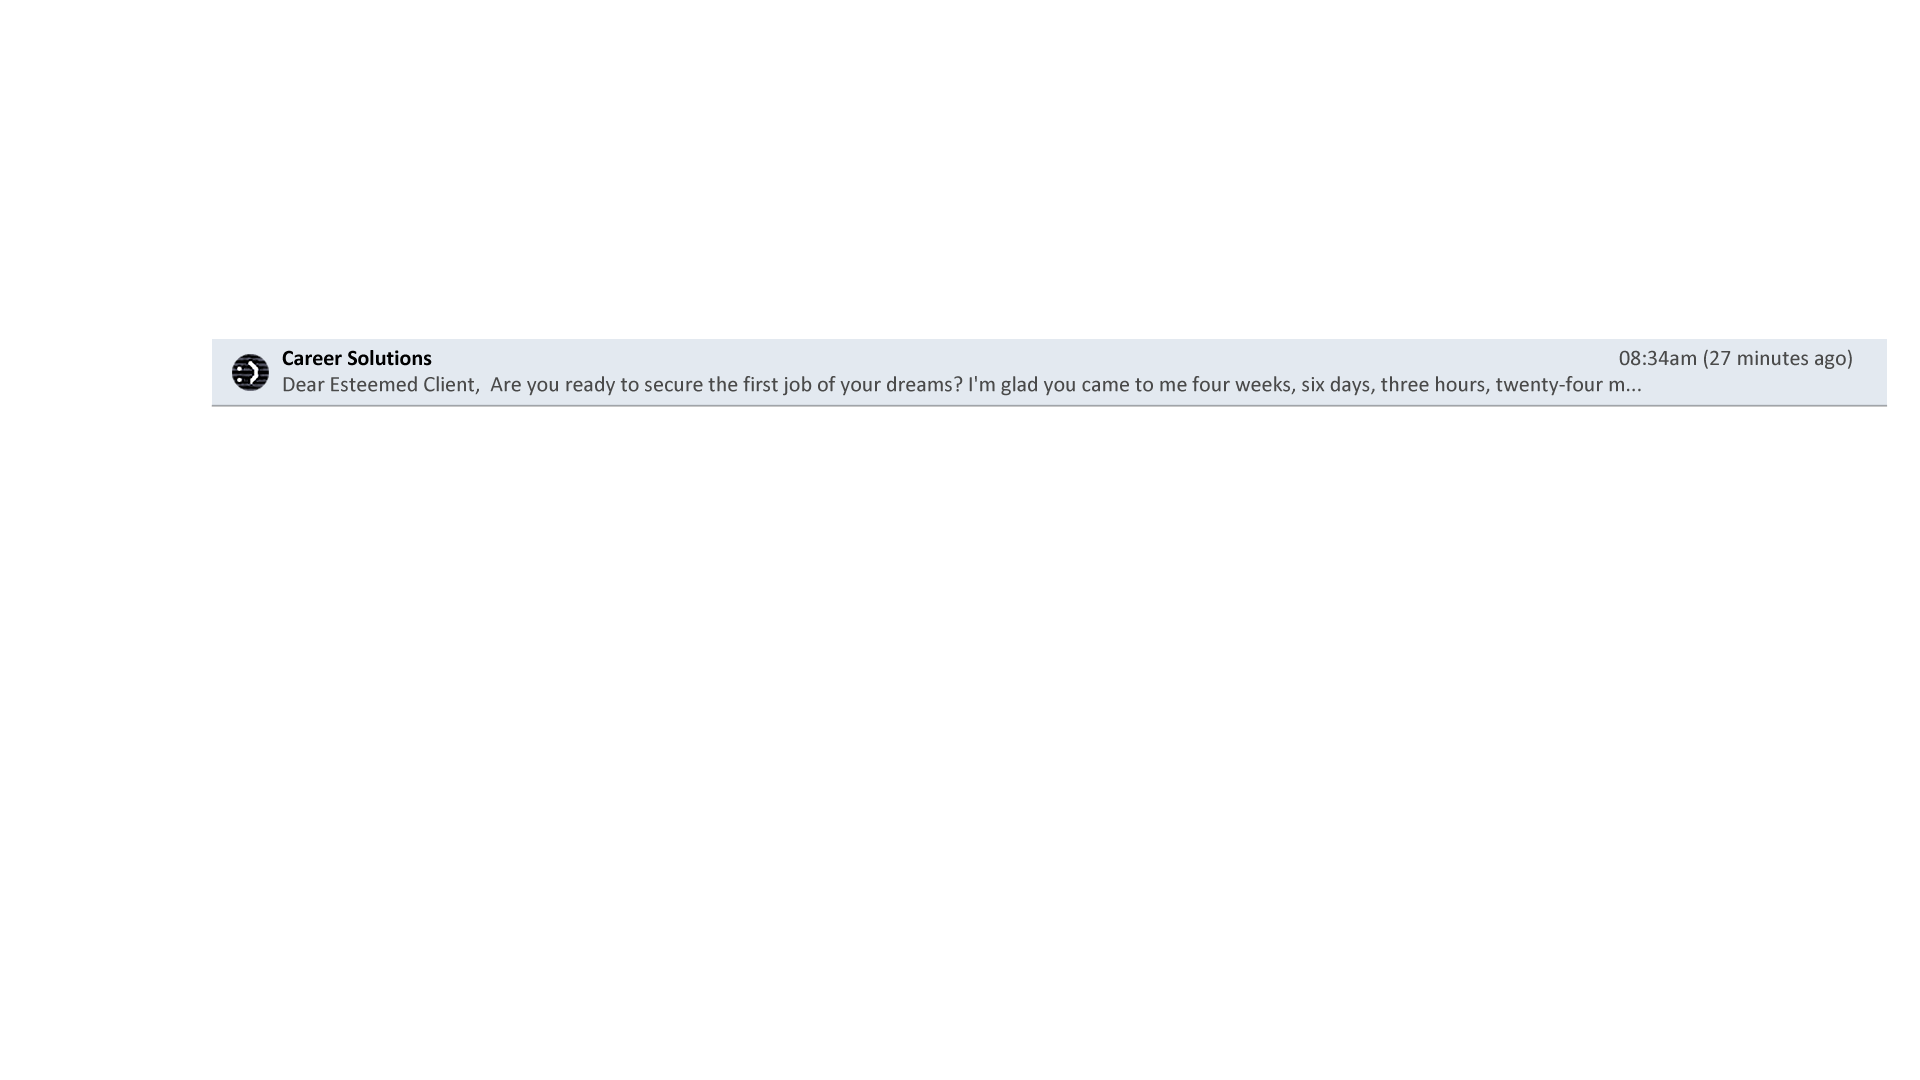 Career Solutions
08:34am (27 minutes ago)
Dear Esteemed Client,  Are you ready to secure the first job of your dreams? I'm glad you came to me four weeks, six days, three hours, twenty-four m...